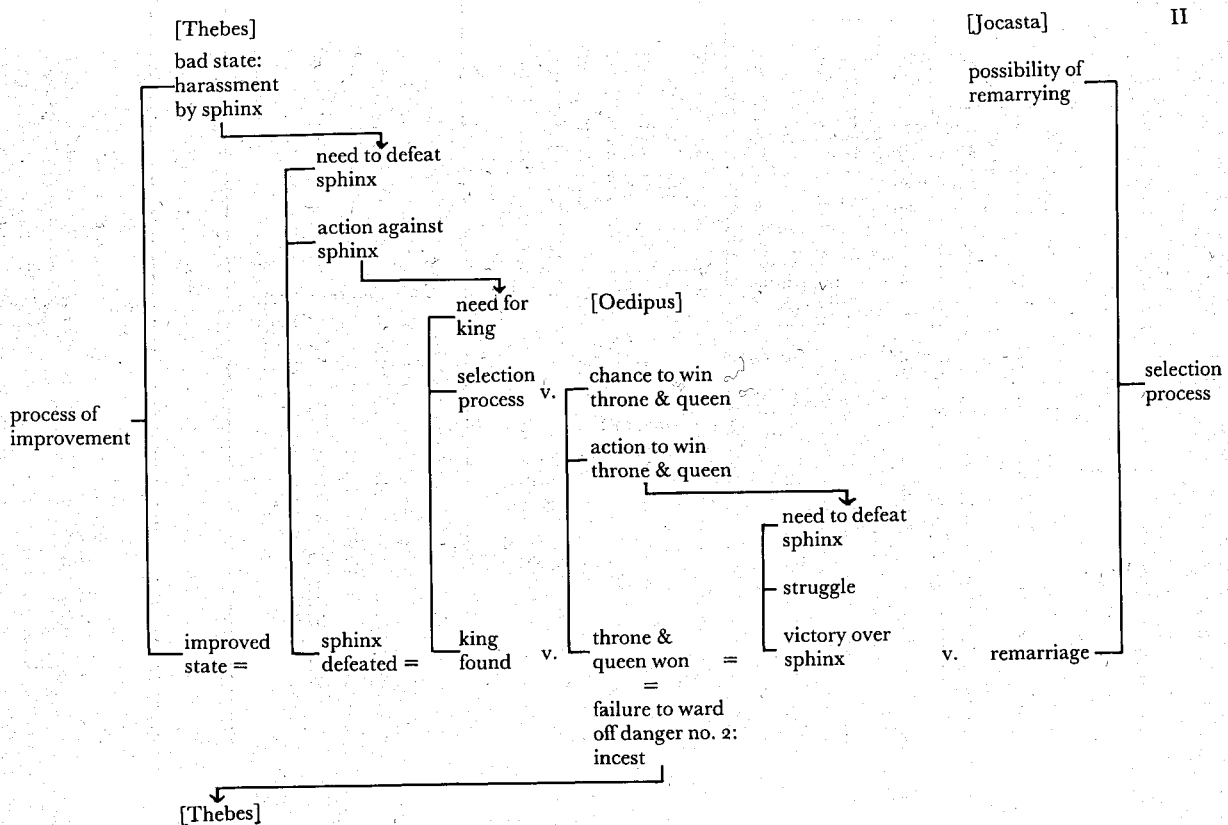 [Thebes]
[Jocasta]
II
bad state:
harassment
by sphinx
possibility of
remarrying
need to defeat
sphinx
action against
sphinx
need for
king
[Oedipus]
selection
process
v.
chance to win
throne & queen
selection
process
process of
improvement
action to win
throne & queen
need to defeat
sphinx
struggle
improved
state =
sphinx
defeated =
king
found
v.
throne &
queen won
=
victory over
sphinx
v.
remarriage
=
failure to ward
off danger no. 2:
incest
[Thebes]